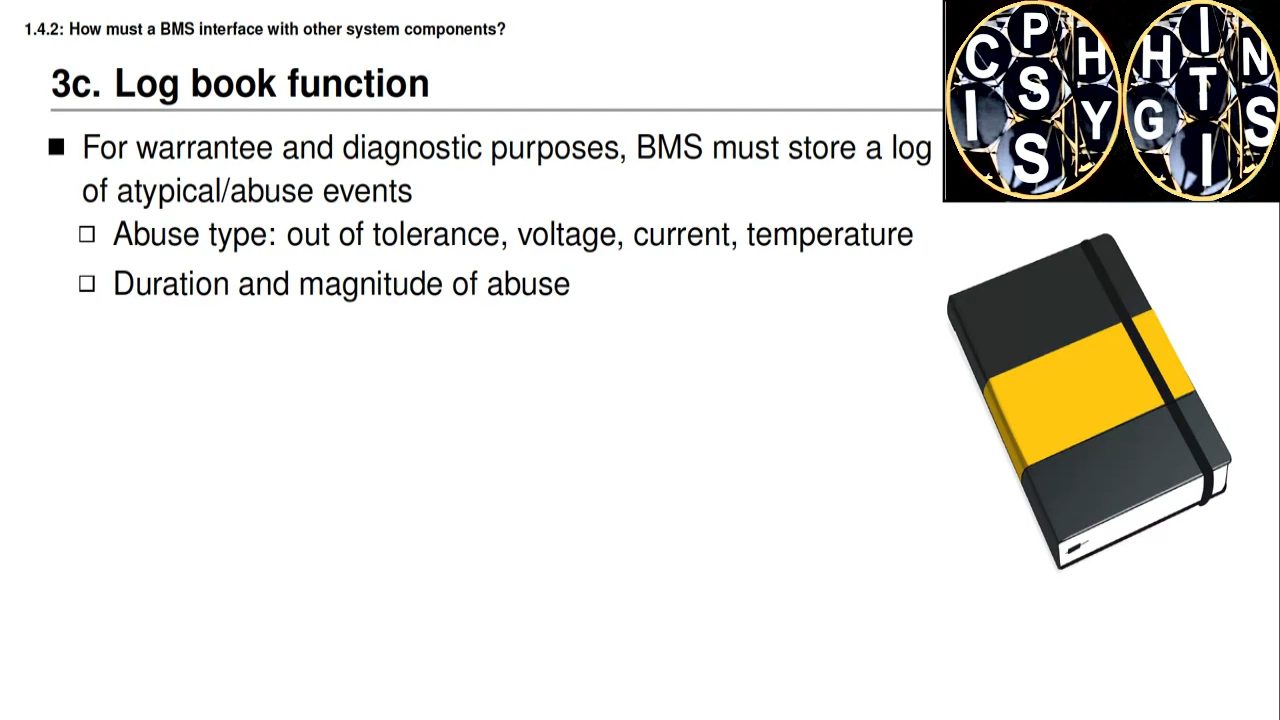 1.4.2: How must a BMS interface with other system components?
3c. Log book function
For warrantee and diagnostic purposes, BMS must store a log
of atypical/abuse events
Abuse type: out of tolerance, voltage, current, temperature
Duration and magnitude of abuse
P
C H
S
I Y
S
I
H N
T
G S
I